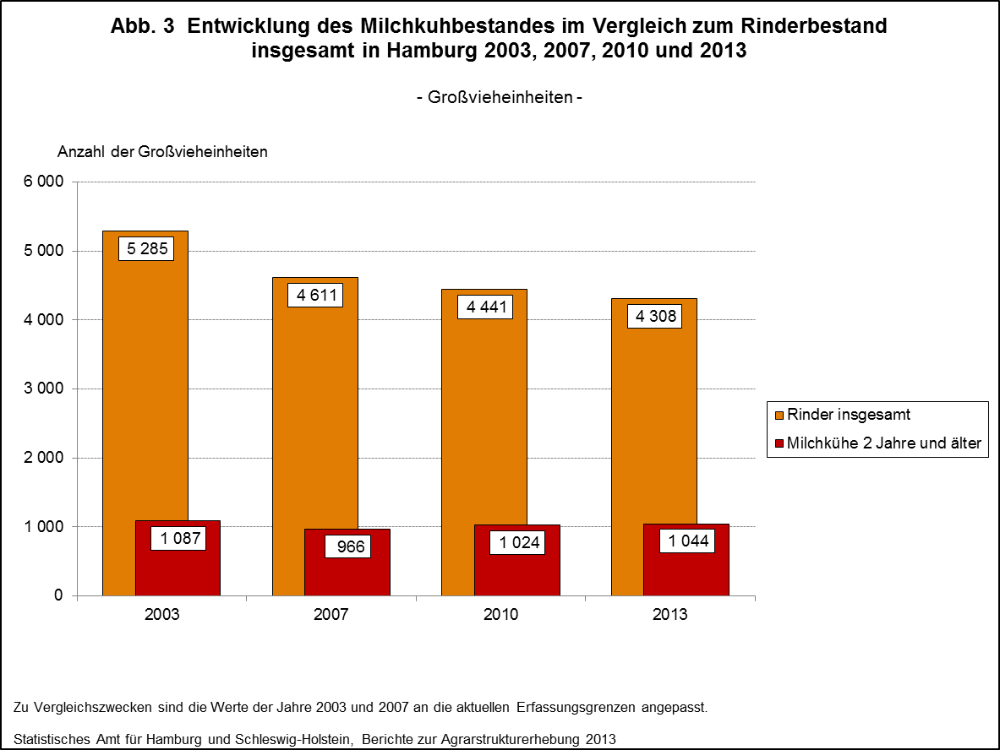 Abb. 3 Entwicklung des Milchkuhbestandes im Vergleich zum Rinderbestand
insgesamt in Hamburg 2003, 2007, 2010 und 2013
- Großvieheinheiten -
Anzahl der Großvieheinheiten
6 000
5 000
4 000
3 000
2 000
1 000
0
5 285
4 611
4 441
4 308
1 087
966
1 024
1 044
2003
2007
2010
2013
Rinder insgesamt
Milchkühe 2 Jahre und älter
Zu Vergleichszwecken sind die Werte der Jahre 2003 und 2007 an die aktuellen Erfassungsgrenzen angepasst.
Statistisches Amt für Hamburg und Schleswig-Holstein, Berichte zur Agrarstrukturerhebung 2013